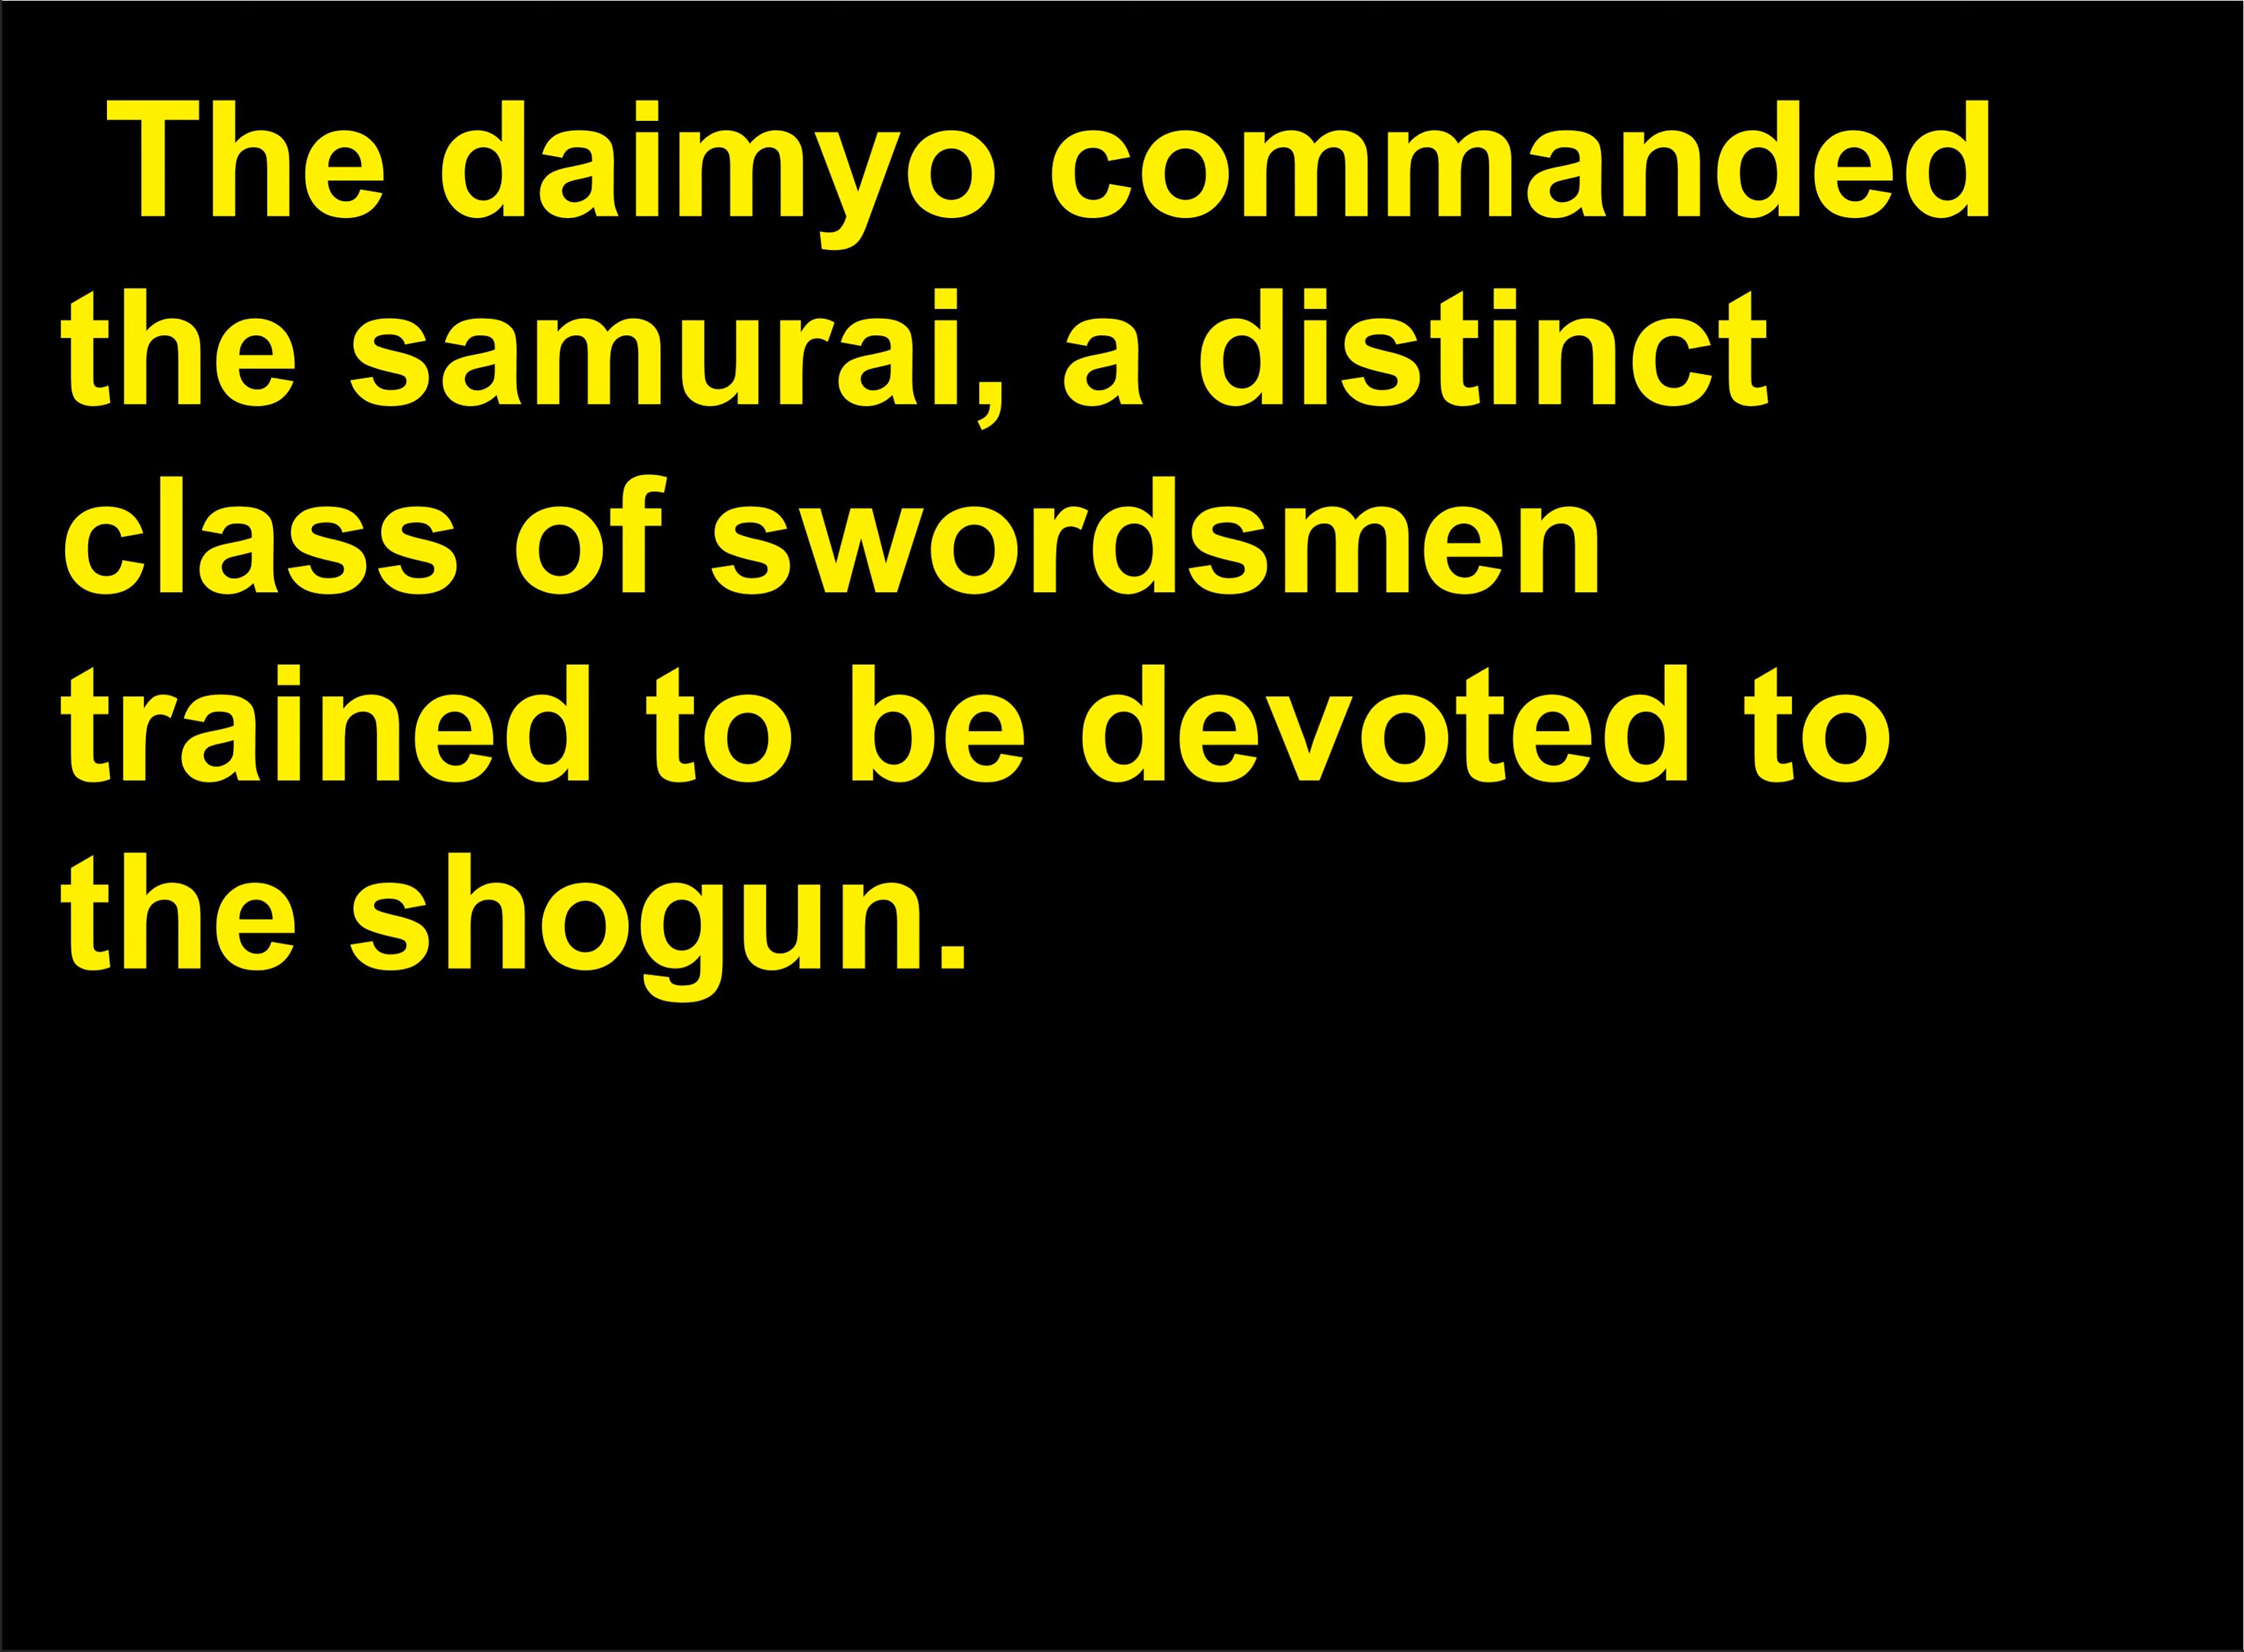 The daimyo commanded
the samurai, a distinct
class of swordsmen
trained to be devoted to
the shogun.